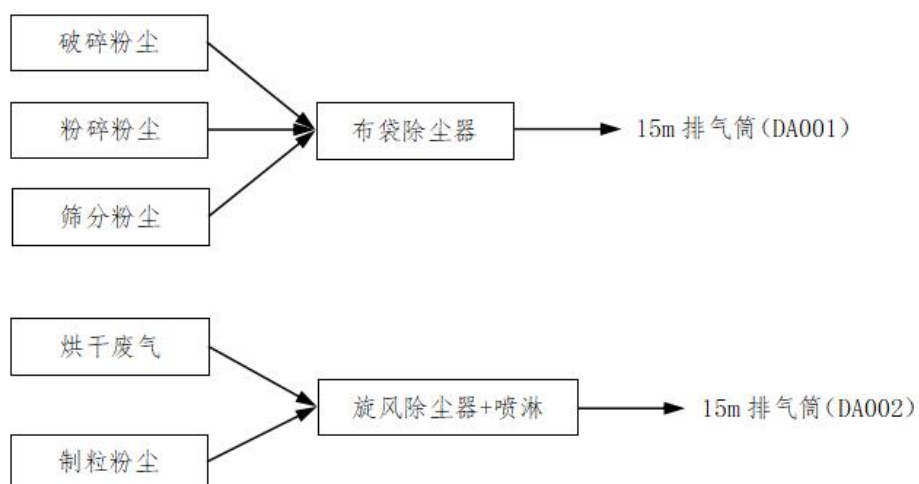 破碎粉尘
粉碎粉尘
筛分粉尘
布袋除尘器
15m 排气筒(DA001)
烘干废气
制粒粉尘
旋风除尘器+喷淋
15m 排气筒(DA002)